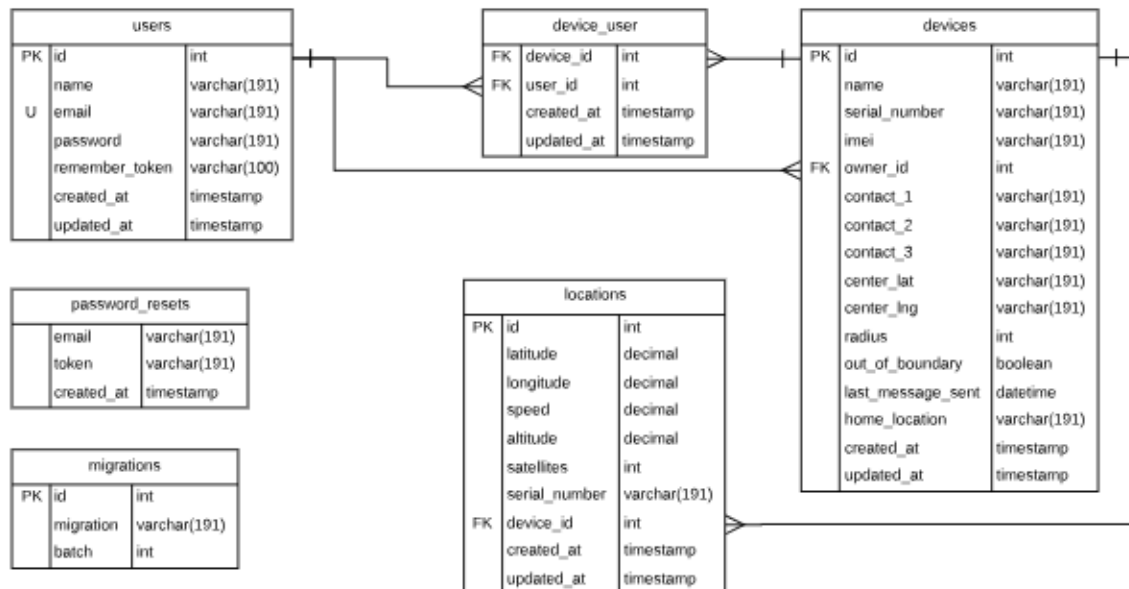 users
PK id int
name varchar(191)
U email varchar(191)
password varchar(191)
remember_token varchar(100)
created_at timestamp
updated_at timestamp
device_user
FK device_id int
FK user_id int
created_at timestamp
updated_at timestamp
devices
PK id int
name varchar(191)
serial_number varchar(191)
imei varchar(191)
FK owner_id int
contact_1 varchar(191)
contact_2 varchar(191)
contact_3 varchar(191)
center_lat varchar(191)
center_lng varchar(191)
radius int
out_of_boundary boolean
last_message_sent datetime
home_location varchar(191)
created_at timestamp
updated_at timestamp
password_resets
email varchar(191)
token varchar(191)
created_at timestamp
locations
PK id int
latitude decimal
longitude decimal
speed decimal
altitude decimal
satellites int
serial_number varchar(191)
FK device_id int
created_at timestamp
updated_at timestamp
migrations
PK id int
migration varchar(191)
batch int